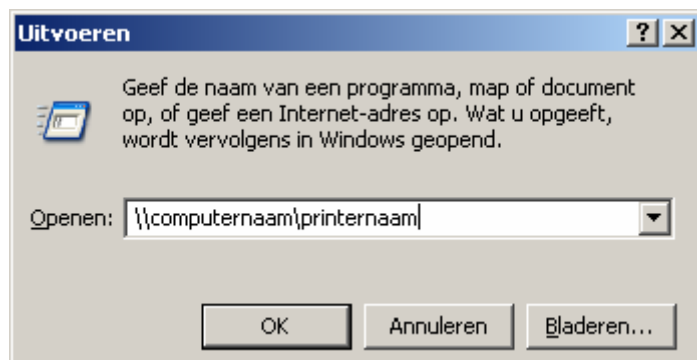 Uitvoeren
Geef de naam van een programma, map of document
op, of geef een Internet-adres op. Wat u opgeeft,
wordt vervolgens in Windows geopend.
Openen: \\computernaam\printernaam
OK Annuleren Bladeren...